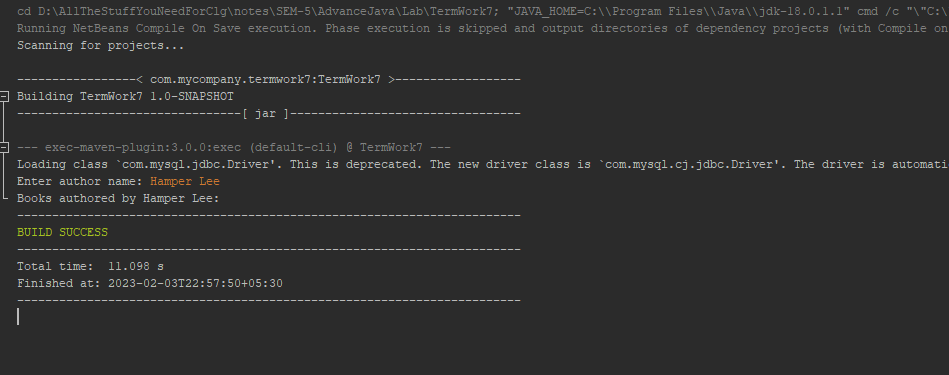 cd D:\AllTheStuffYouNeedForClg\notes\SEM-5\AdvanceJava\Lab\TermWork7; "JAVA_HOME=C:\\Program Files\\Java\\jdk-18.0.1.1" cmd /c "\"C:\
Running NetBeans Compile On Save execution. Phase execution is skipped and output directories of dependency projects (with Compile on
Scanning for projects...
-----------------< com.mycompany.termwork7:TermWork7 >------------------
Building TermWork7 1.0-SNAPSHOT
--------------------------------[ jar ]---------------------------------
--- exec-maven-plugin:3.0.0:exec (default-cli) @ TermWork7 ---
Loading class `com.mysql.jdbc.Driver'. This is deprecated. The new driver class is `com.mysql.cj.jdbc.Driver'. The driver is automati
Enter author name: Hamper Lee
Books authored by Hamper Lee:
------------------------------------------------------------------------
BUILD SUCCESS
------------------------------------------------------------------------
Total time:  11.098 s
Finished at: 2023-02-03T22:57:50+05:30
------------------------------------------------------------------------